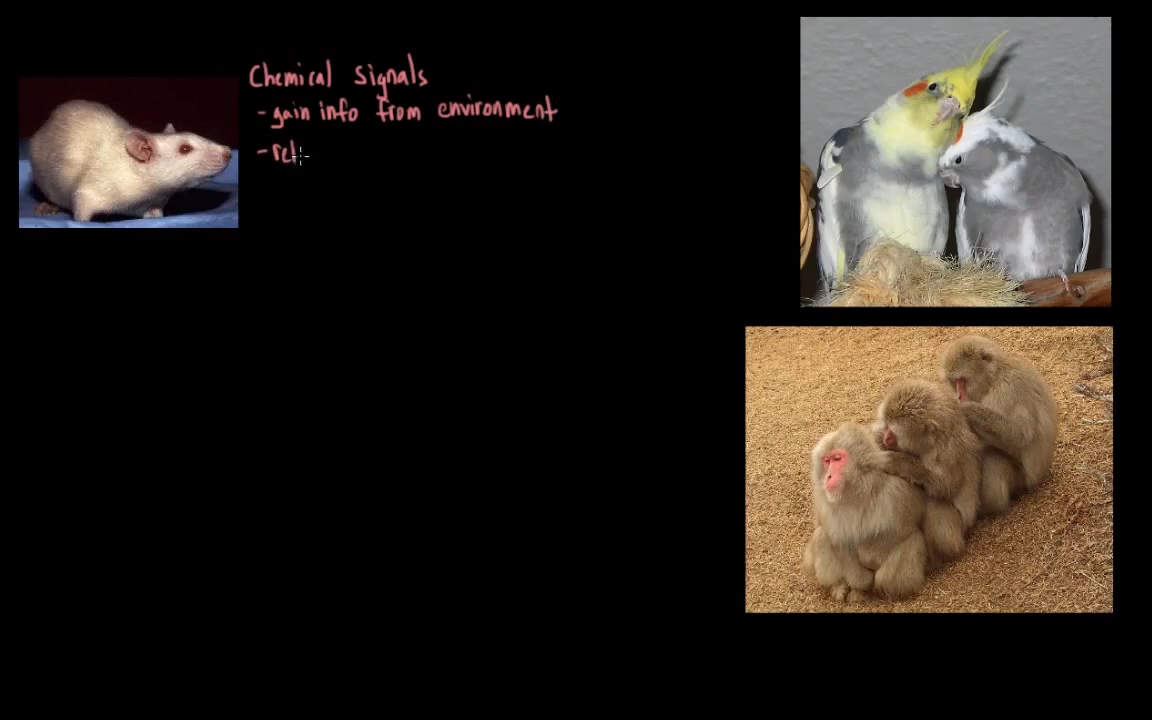 Chemical Signals
- gain info from environment
-